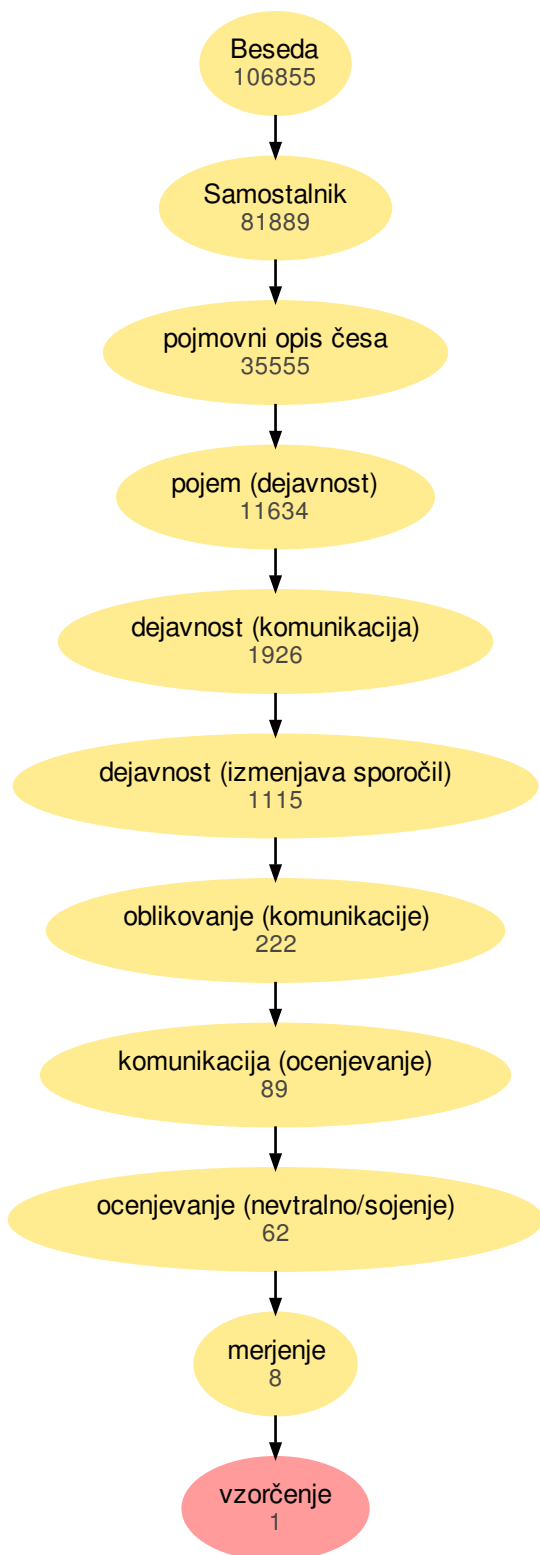 Beseda
106855
Samostalnik
81889
pojmovni opis česa
35555
pojem (dejavnost)
11634
dejavnost (komunikacija)
1926
dejavnost (izmenjava sporočil)
1115
oblikovanje (komunikacije)
222
komunikacija (ocenjevanje)
89
ocenjevanje (nevtralno/sojenje)
62
merjenje
8
vzorčenje
1